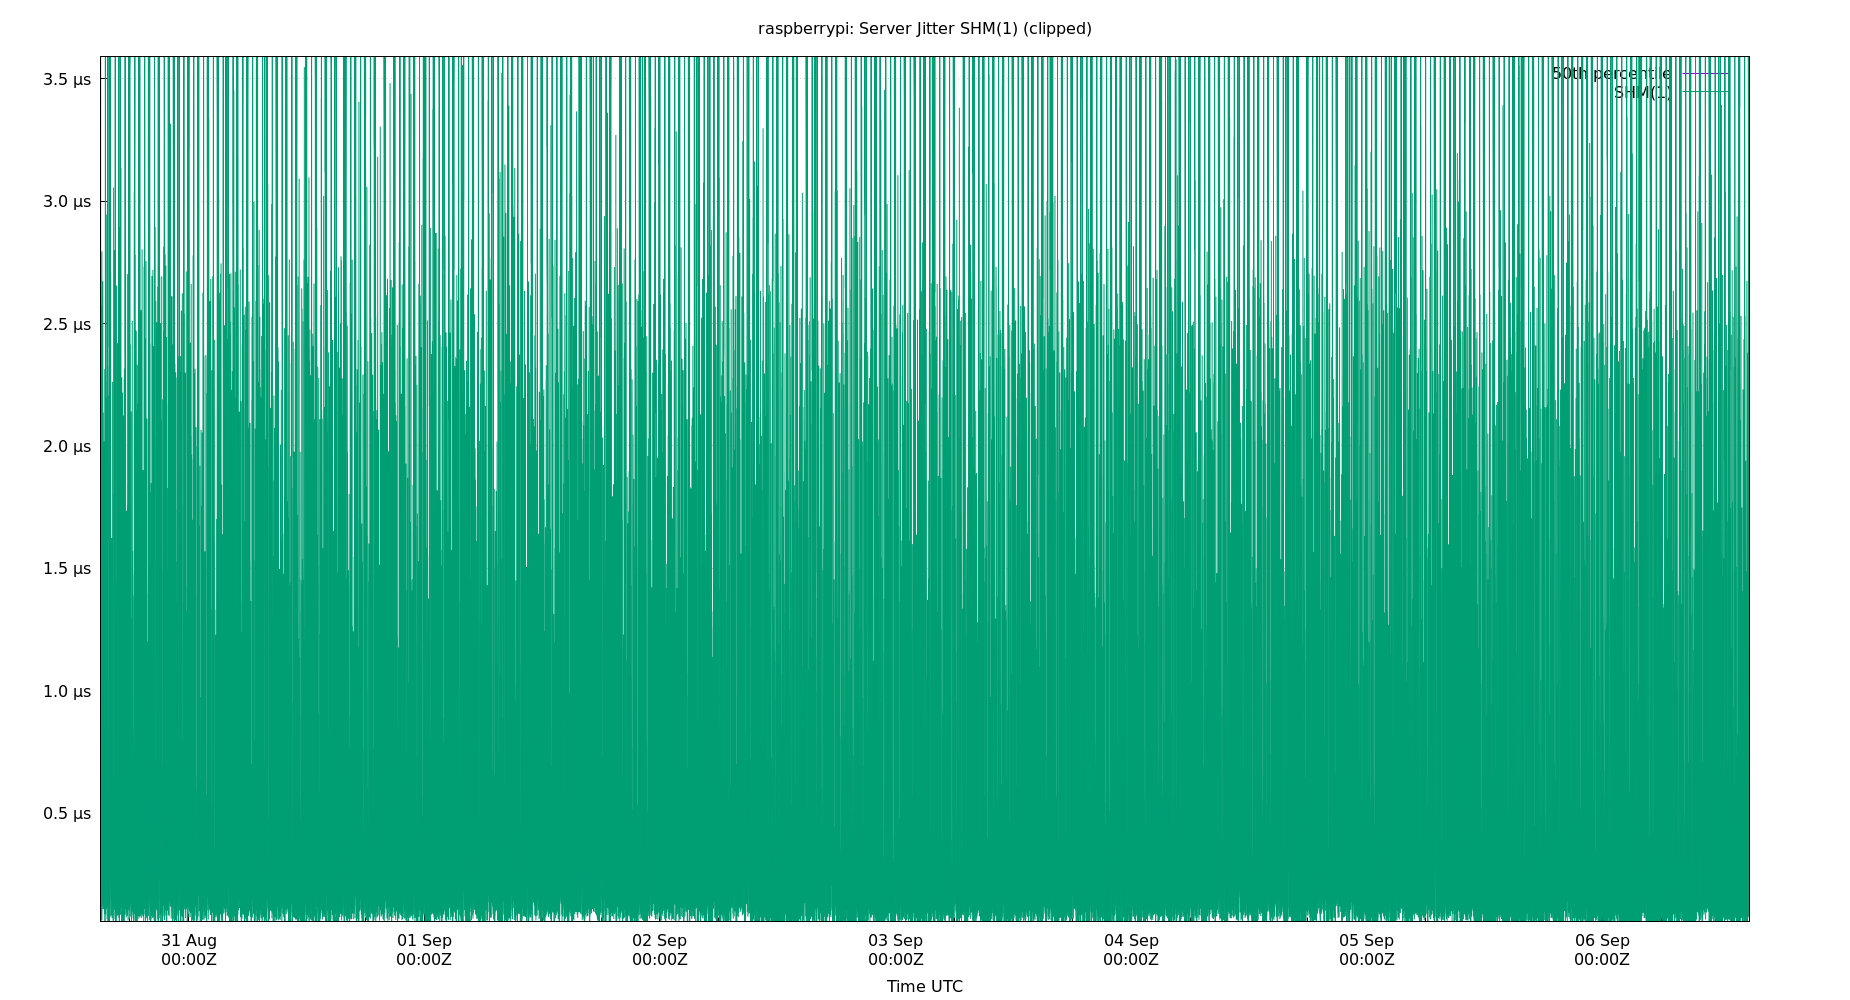 raspberrypi: Server Jitter SHM(1) (clipped)
50th percentile
SHM(1)
3.5 µs
3.0 µs
2.5 µs
2.0 µs
1.5 µs
1.0 µs
0.5 µs
31 Aug 01 Sep 02 Sep 03 Sep 04 Sep 05 Sep 06 Sep
00:00Z 00:00Z 00:00Z 00:00Z 00:00Z 00:00Z 00:00Z
Time UTC